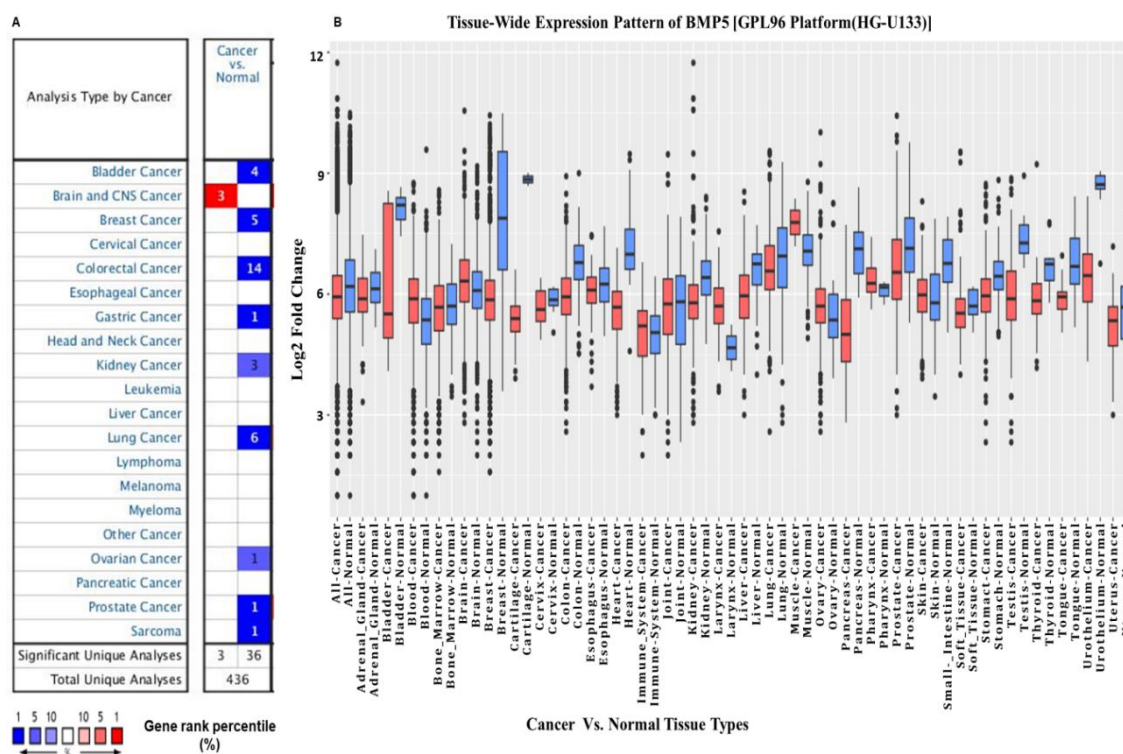 A
Analysis Type by Cancer
Cancer
vs.
Normal
Bladder Cancer 4
Brain and CNS Cancer 3
Breast Cancer 5
Cervical Cancer
Colorectal Cancer 14
Esophageal Cancer
Gastric Cancer 1
Head and Neck Cancer
Kidney Cancer 3
Leukemia
Liver Cancer
Lung Cancer 6
Lymphoma
Melanoma
Myeloma
Other Cancer
Ovarian Cancer 1
Pancreatic Cancer
Prostate Cancer 1
Sarcoma 1
Significant Unique Analyses 3 36
Total Unique Analyses 436
1 5 10 10 5 1
%
Gene rank percentile
(%)
B
Tissue-Wide Expression Pattern of BMP5 [GPL96 Platform(HG-U133)]
Log2 Fold Change
12
9
6
3
All-Cancer
All-Normal
Adrenal_Gland-Cancer
Adrenal_Gland-Normal
Bladder-Cancer
Bladder-Normal
Blood-Cancer
Blood-Normal
Bone_Marrow-Cancer
Bone_Marrow-Normal
Brain-Cancer
Brain-Normal
Breast-Cancer
Breast-Normal
Cartilage-Cancer
Cartilage-Normal
Cervix-Cancer
Cervix-Normal
Colon-Cancer
Colon-Normal
Esophagus-Cancer
Esophagus-Normal
Heart-Cancer
Heart-Normal
Immune_System-Cancer
Immune-System-Normal
Joint-Cancer
Joint-Normal
Kidney-Cancer
Kidney-Normal
Larynx-Cancer
Larynx-Normal
Liver-Cancer
Liver-Normal
Lung-Cancer
Lung-Normal
Muscle-Cancer
Muscle-Normal
Ovary-Cancer
Ovary-Normal
Pancreas-Cancer
Pancreas-Normal
Pharynx-Cancer
Pharynx-Normal
Prostate-Cancer
Prostate-Normal
Skin-Cancer
Skin-Normal
Small-_Intestine-Normal
Soft_Tissue-Cancer
Soft_Tissue-Normal
Stomact-Cancer
Stomach-Normal
Testis-Cancer
Testis-Normal
Thyroid-Cancer
Thyroid-Normal
Tongue-Cancer
Tongue-Normal
Urothelium-Cancer
Urothelium-Normal
Uterus-Cancer
Cancer Vs. Normal Tissue Types